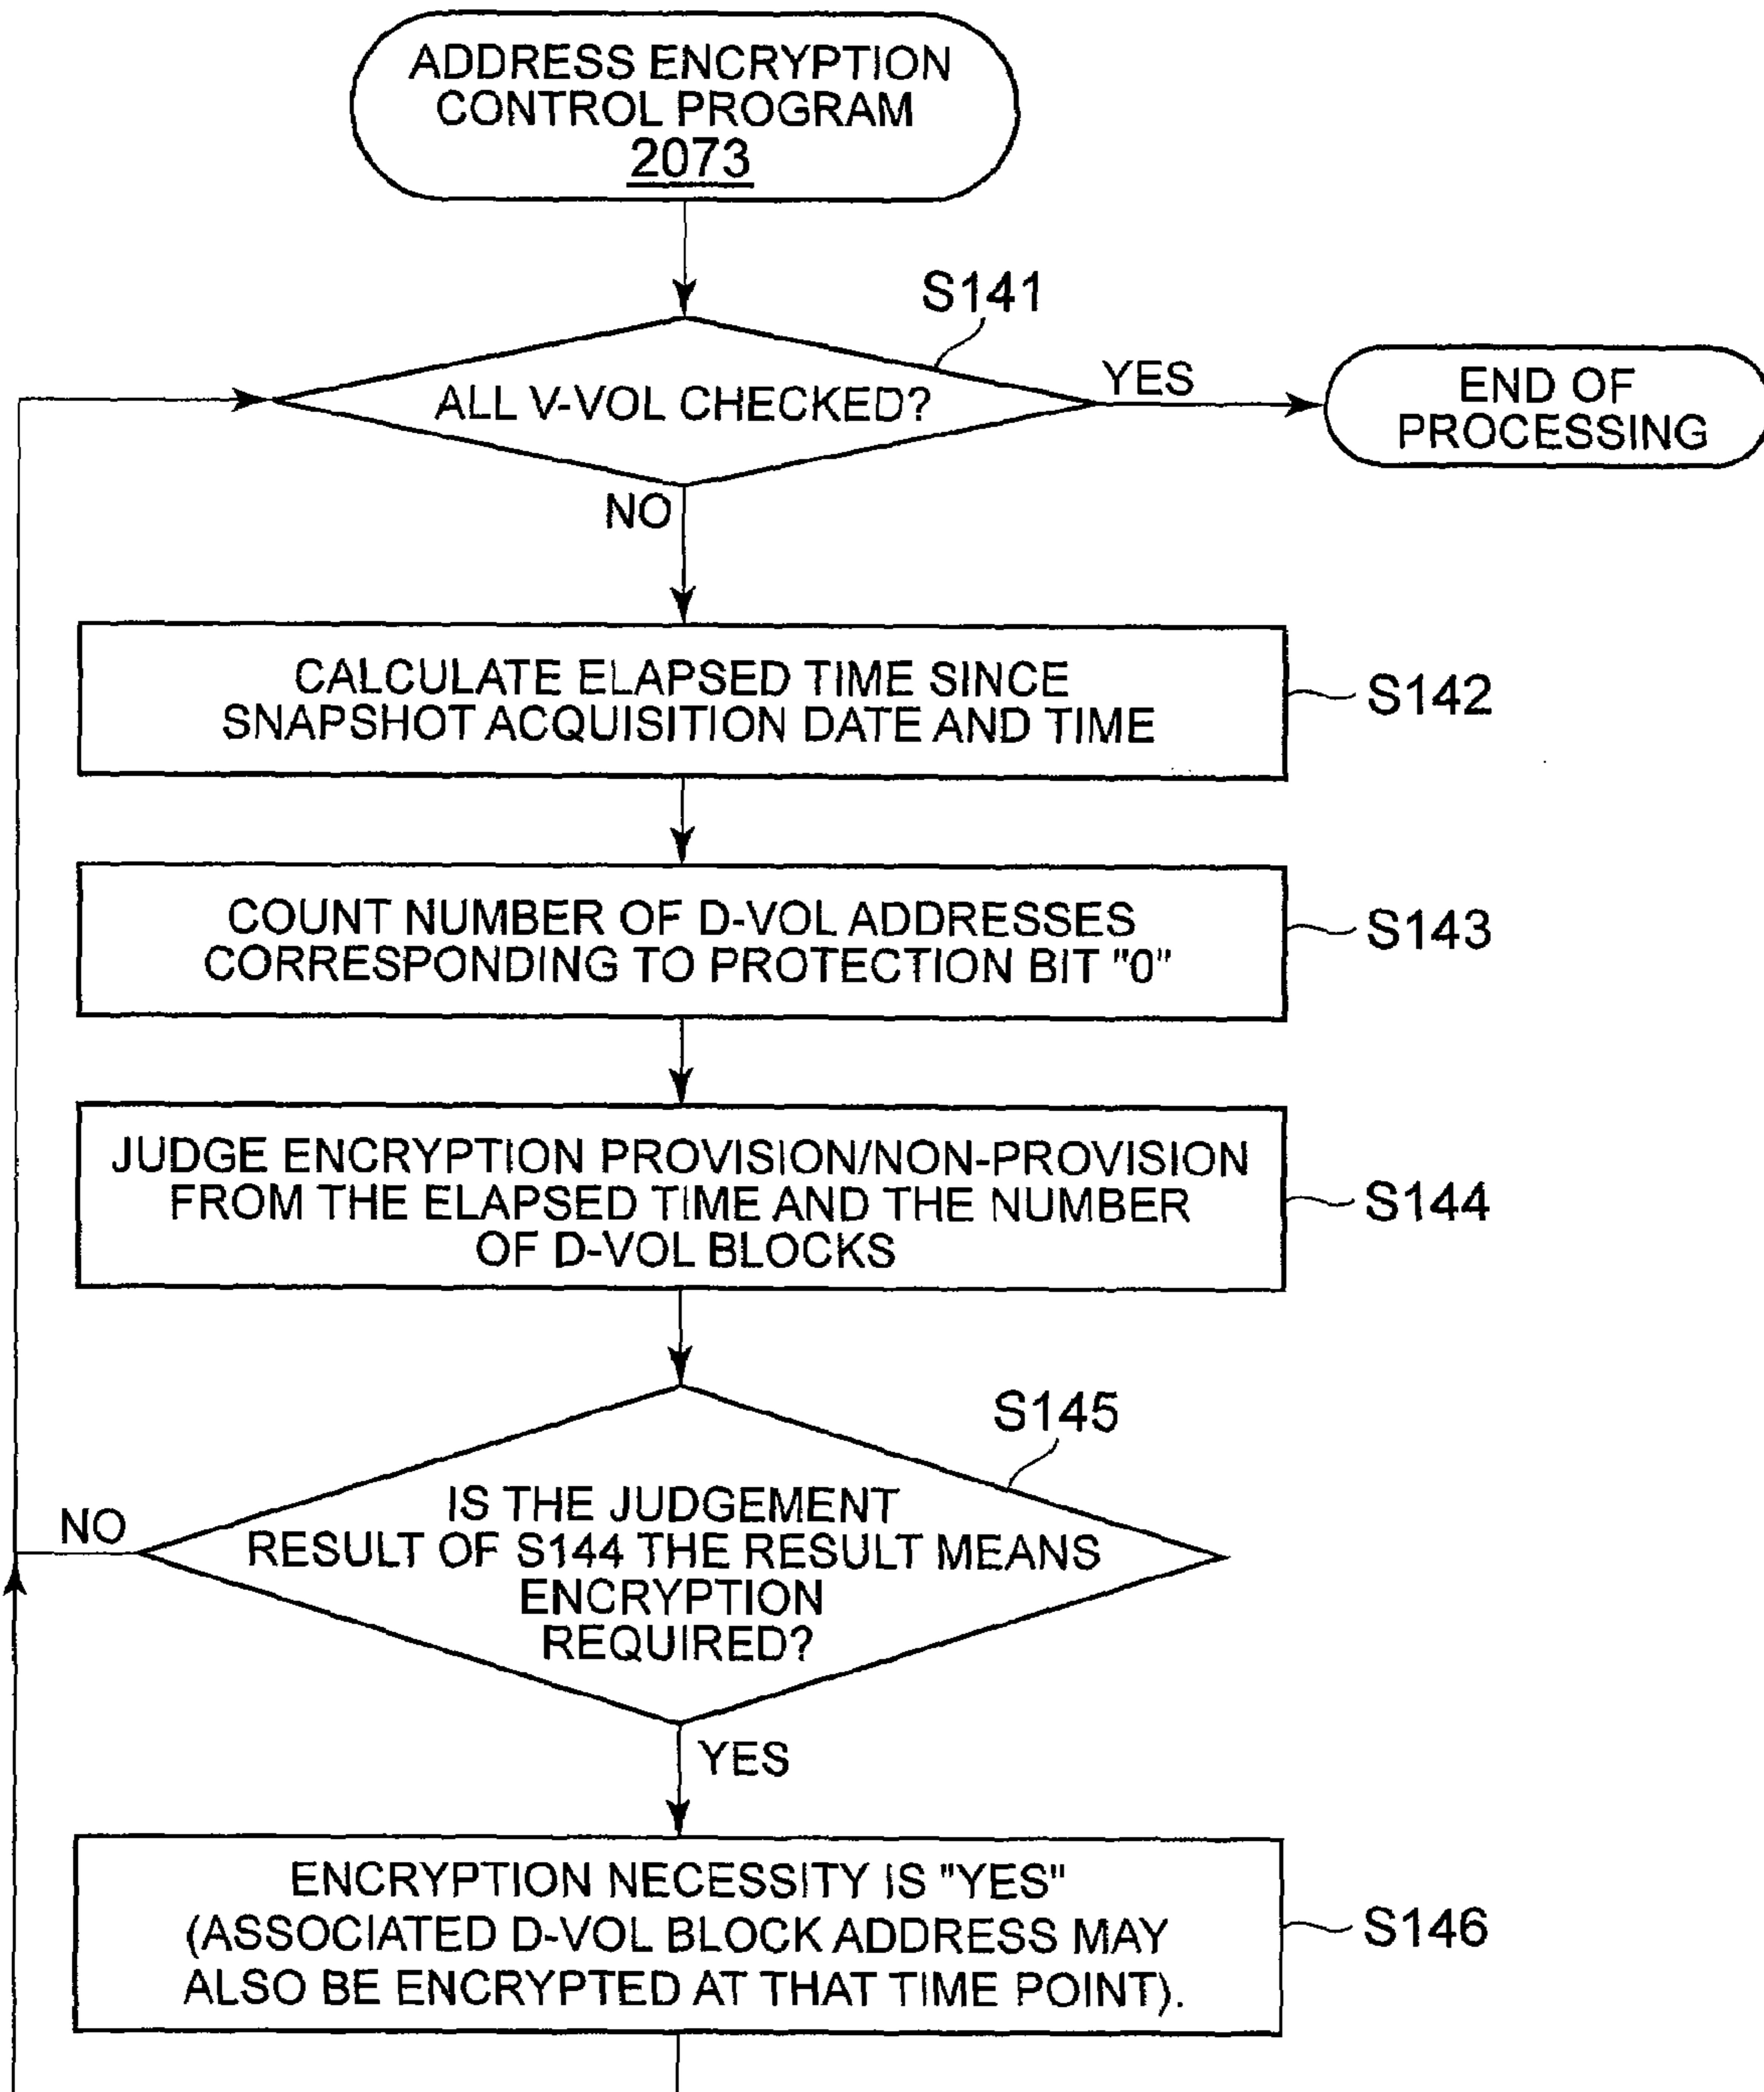 ADDRESS ENCRYPTION
CONTROL PROGRAM
2073
S141
ALL V-VOL CHECKED?
YES
END OF
PROCESSING
NO
CALCULATE ELAPSED TIME SINCE
SNAPSHOT ACQUISITION DATE AND TIME
S142
COUNT NUMBER OF D-VOL ADDRESSES
CORRESPONDING TO PROTECTION BIT "0"
S143
JUDGE ENCRYPTION PROVISION/NON-PROVISION
FROM THE ELAPSED TIME AND THE NUMBER
OF D-VOL BLOCKS
S144
S145
IS THE JUDGEMENT
RESULT OF S144 THE RESULT MEANS
ENCRYPTION
REQUIRED?
NO
YES
ENCRYPTION NECESSITY IS "YES"
(ASSOCIATED D-VOL BLOCK ADDRESS MAY
ALSO BE ENCRYPTED AT THAT TIME POINT).
S146